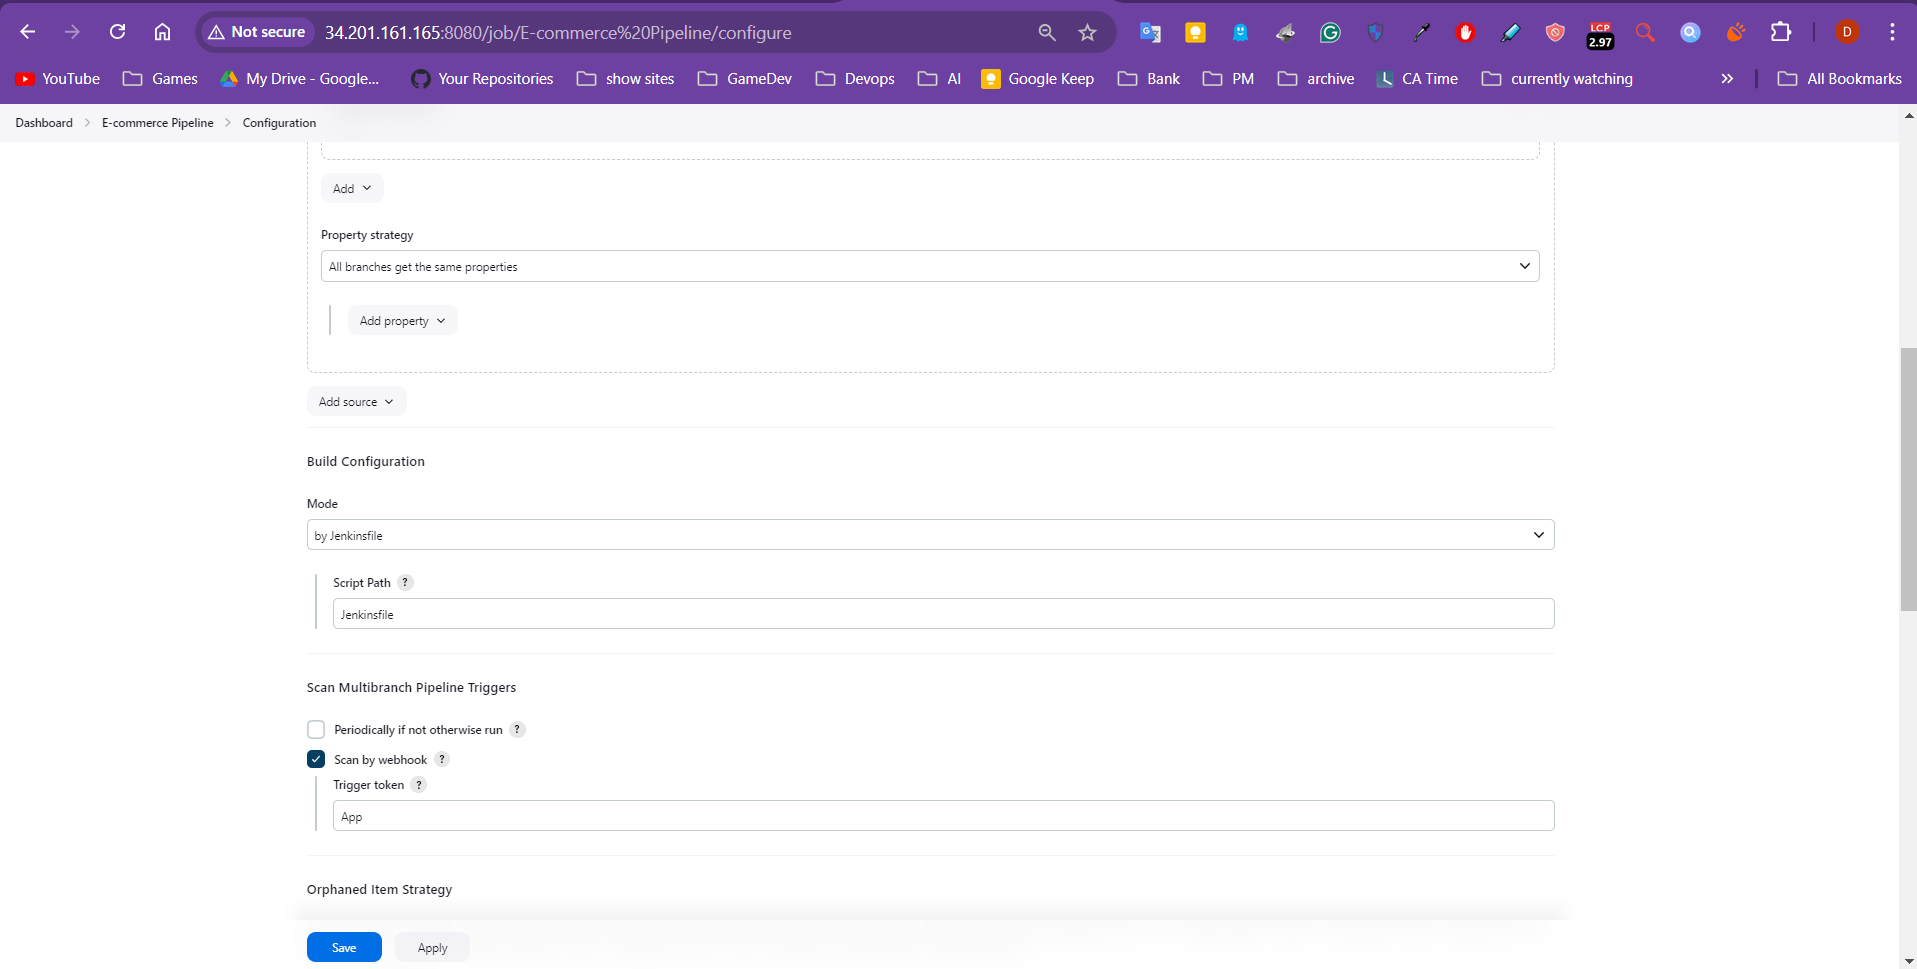 Not secure 34.201.161.165:8080/job/E-commerce%20Pipeline/configure LCP 2.97 D
YouTube Games My Drive - Google... Your Repositories show sites GameDev Devops AI Google Keep Bank PM archive CA Time currently watching » All Bookmarks
Dashboard > E-commerce Pipeline > Configuration
Add
Property strategy
All branches get the same properties
Add property
Add source
Build Configuration
Mode
by Jenkinsfile
Script Path ?
Jenkinsfile
Scan Multibranch Pipeline Triggers
Periodically if not otherwise run ?
Scan by webhook ?
Trigger token ?
App
Orphaned Item Strategy
Save Apply